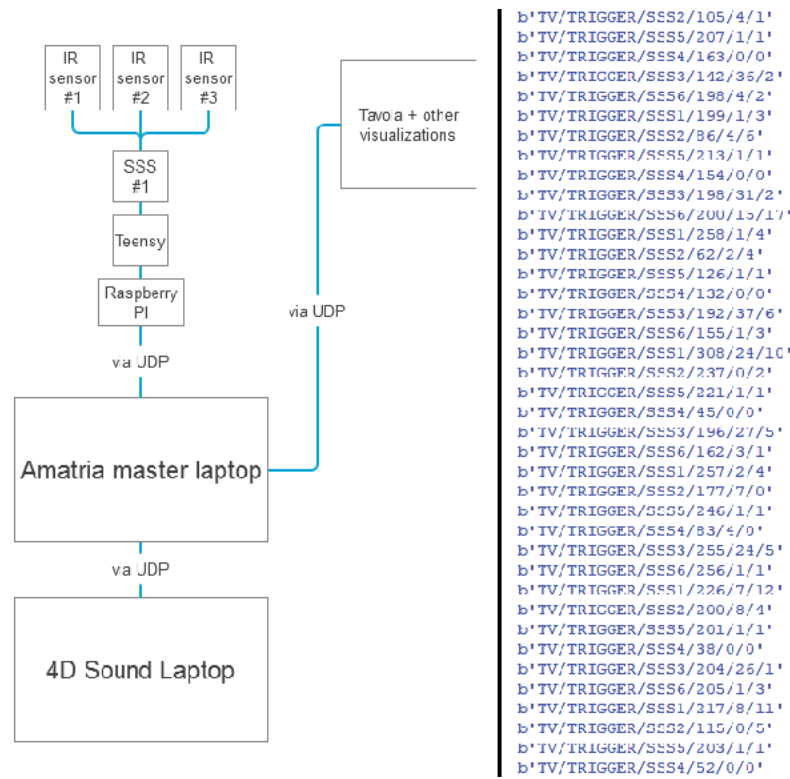 IR
sensor
#1
IR
sensor
#2
IR
sensor
#3
SSS
#1
Teensy
Raspberry
PI
via UDP
Amatria master laptop
via UDP
4D Sound Laptop
Tavola + other
visualizations
via UDP
b'TV/TRIGGER/SSS2/105/4/1'
b'TV/TRIGGER/SSS5/207/1/1'
b'TV/TRIGGER/SSS4/163/0/0'
b'TV/TRIGGER/SSS3/142/36/2'
b'TV/TRIGGER/SSS6/198/4/2'
b'TV/TRIGGER/SSS1/199/1/3'
b'TV/TRIGGER/SSS2/86/4/6'
b'TV/TRIGGER/SSS5/213/1/1'
b'TV/TRIGGER/SSS4/154/0/0'
b'TV/TRIGGER/SSS3/198/31/2'
b'TV/TRIGGER/SSS6/200/15/17'
b'TV/TRIGGER/SSS1/258/1/4'
b'TV/TRIGGER/SSS2/62/2/4'
b'TV/TRIGGER/SSS5/126/1/1'
b'TV/TRIGGER/SSS4/132/0/0'
b'TV/TRIGGER/SSS3/192/37/6'
b'TV/TRIGGER/SSS6/155/1/3'
b'TV/TRIGGER/SSS1/308/24/10'
b'TV/TRIGGER/SSS2/237/0/2'
b'TV/TRIGGER/SSS5/221/1/1'
b'TV/TRIGGER/SSS4/45/0/0'
b'TV/TRIGGER/SSS3/196/27/5'
b'TV/TRIGGER/SSS6/162/3/1'
b'TV/TRIGGER/SSS1/257/2/4'
b'TV/TRIGGER/SSS2/177/7/0'
b'TV/TRIGGER/SSS5/246/1/1'
b'TV/TRIGGER/SSS4/83/4/0'
b'TV/TRIGGER/SSS3/255/24/5'
b'TV/TRIGGER/SSS6/256/1/1'
b'TV/TRIGGER/SSS1/226/7/12'
b'TV/TRIGGER/SSS2/200/8/4'
b'TV/TRIGGER/SSS5/201/1/1'
b'TV/TRIGGER/SSS4/38/0/0'
b'TV/TRIGGER/SSS3/204/26/1'
b'TV/TRIGGER/SSS6/205/1/3'
b'TV/TRIGGER/SSS1/217/8/11'
b'TV/TRIGGER/SSS2/115/0/5'
b'TV/TRIGGER/SSS5/203/1/1'
b'TV/TRIGGER/SSS4/52/0/0'